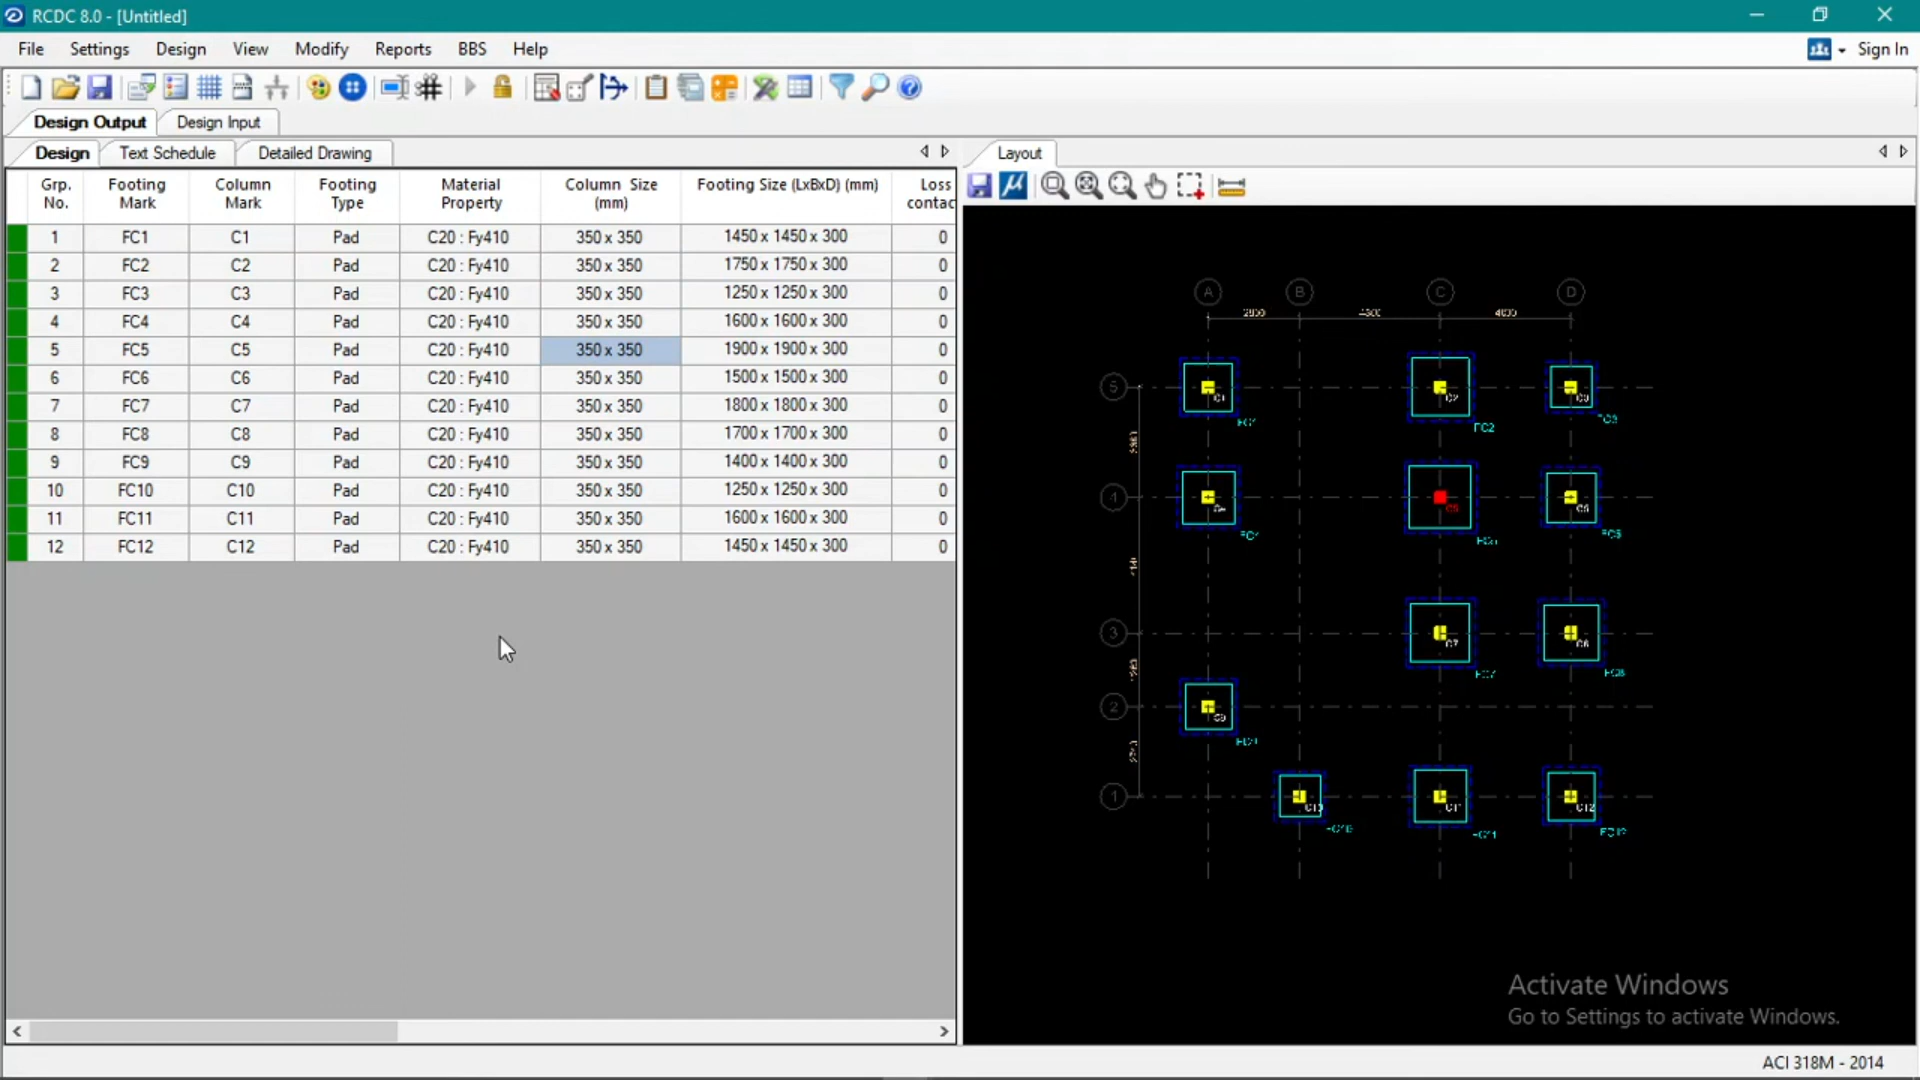 RCDC 8.0 - [Untitled]
File Settings Design View Modify Reports BBS Help
Sign In
Design Output Design Input
Design Text Schedule Detailed Drawing
Layout
Grp. No. Footing Mark Column Mark Footing Type Material Property Column Size (mm) Footing Size (LxBxD) (mm) Loss contac
1 FC1 C1 Pad C20 : Fy410 350 x 350 1450 x 1450 x 300 0
2 FC2 C2 Pad C20 : Fy410 350 x 350 1750 x 1750 x 300 0
3 FC3 C3 Pad C20 : Fy410 350 x 350 1250 x 1250 x 300 0
4 FC4 C4 Pad C20 : Fy410 350 x 350 1600 x 1600 x 300 0
5 FC5 C5 Pad C20 : Fy410 350 x 350 1900 x 1900 x 300 0
6 FC6 C6 Pad C20 : Fy410 350 x 350 1500 x 1500 x 300 0
7 FC7 C7 Pad C20 : Fy410 350 x 350 1800 x 1800 x 300 0
8 FC8 C8 Pad C20 : Fy410 350 x 350 1700 x 1700 x 300 0
9 FC9 C9 Pad C20 : Fy410 350 x 350 1400 x 1400 x 300 0
10 FC10 C10 Pad C20 : Fy410 350 x 350 1250 x 1250 x 300 0
11 FC11 C11 Pad C20 : Fy410 350 x 350 1600 x 1600 x 300 0
12 FC12 C12 Pad C20 : Fy410 350 x 350 1450 x 1450 x 300 0
A B C D
5 C1 C2
FC2
4
3 C7
2 C9
1 C11 C12
Activate Windows
Go to Settings to activate Windows.
ACI 318M - 2014